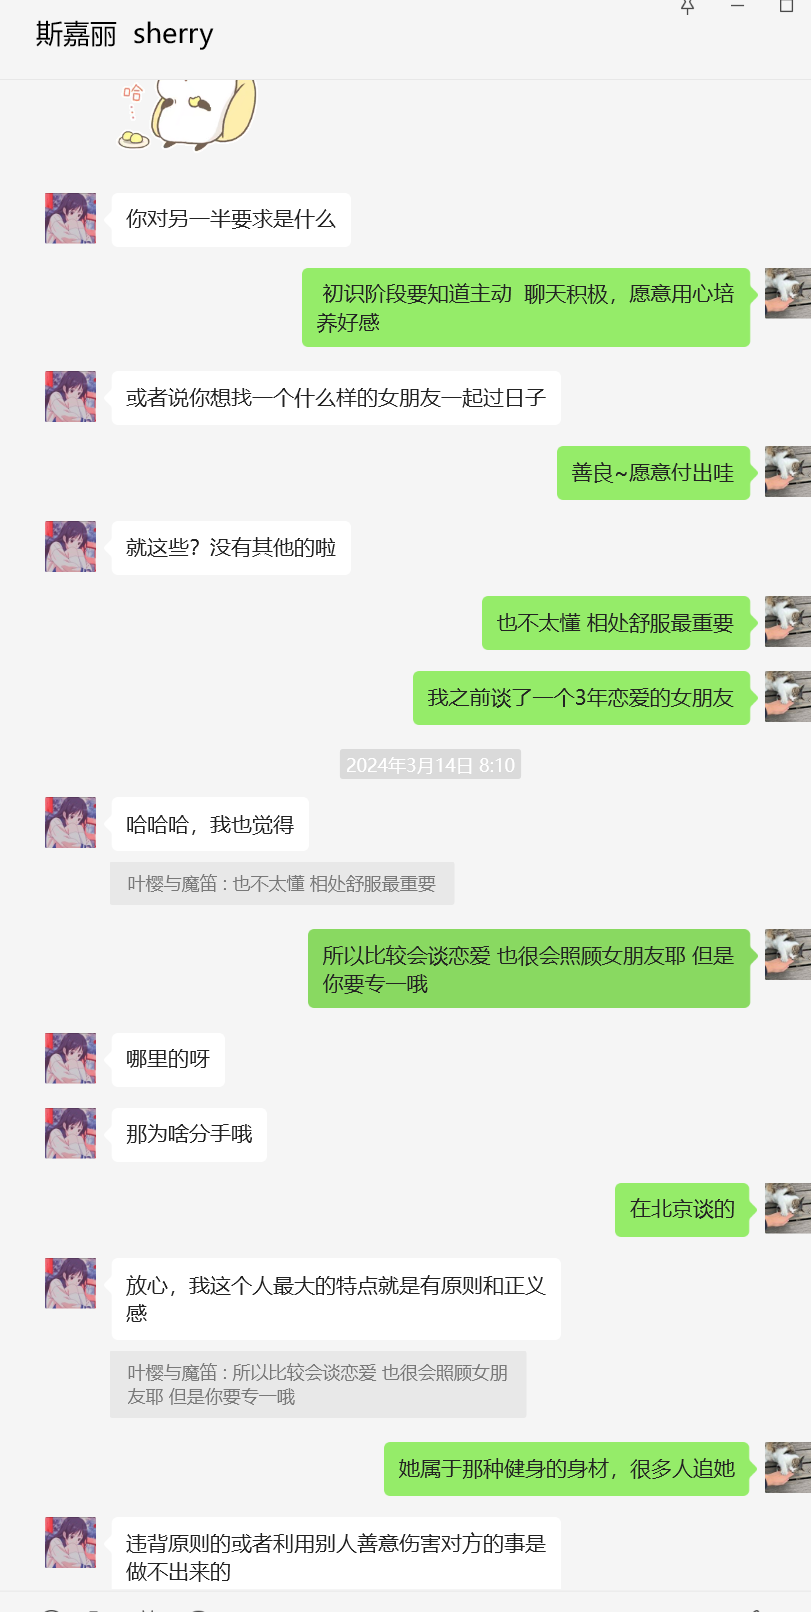 斯嘉丽 sherry
哈
你对另一半要求是什么
初识阶段要知道主动 聊天积极，愿意用心培
养好感
或者说你想找一个什么样的女朋友一起过日子
善良~愿意付出哇
就这些？没有其他的啦
也不太懂 相处舒服最重要
我之前谈了一个3年恋爱的女朋友
2024年3月14日 8:10
哈哈哈，我也觉得
叶樱与魔笛 : 也不太懂 相处舒服最重要
所以比较会谈恋爱 也很会照顾女朋友耶 但是
你要专一哦
哪里的呀
那为啥分手哦
在北京谈的
放心，我这个人最大的特点就是有原则和正义
感
叶樱与魔笛 : 所以比较会谈恋爱 也很会照顾女朋
友耶 但是你要专一哦
她属于那种健身的身材，很多人追她
违背原则的或者利用别人善意伤害对方的事是
做不出来的